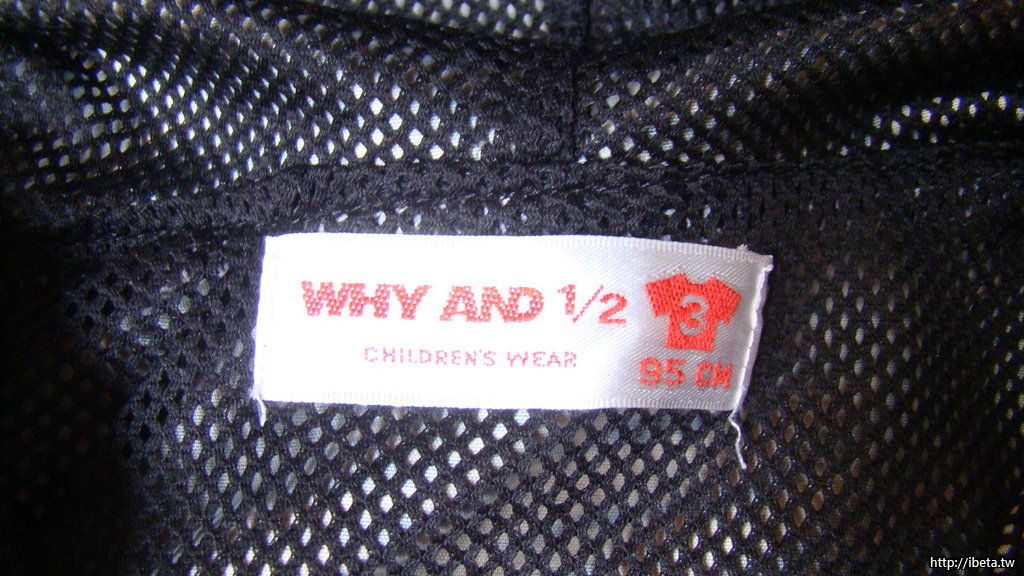 WHY AND 1/2
3
CHILDREN'S WEAR
95 CM
http://ibeta.tw